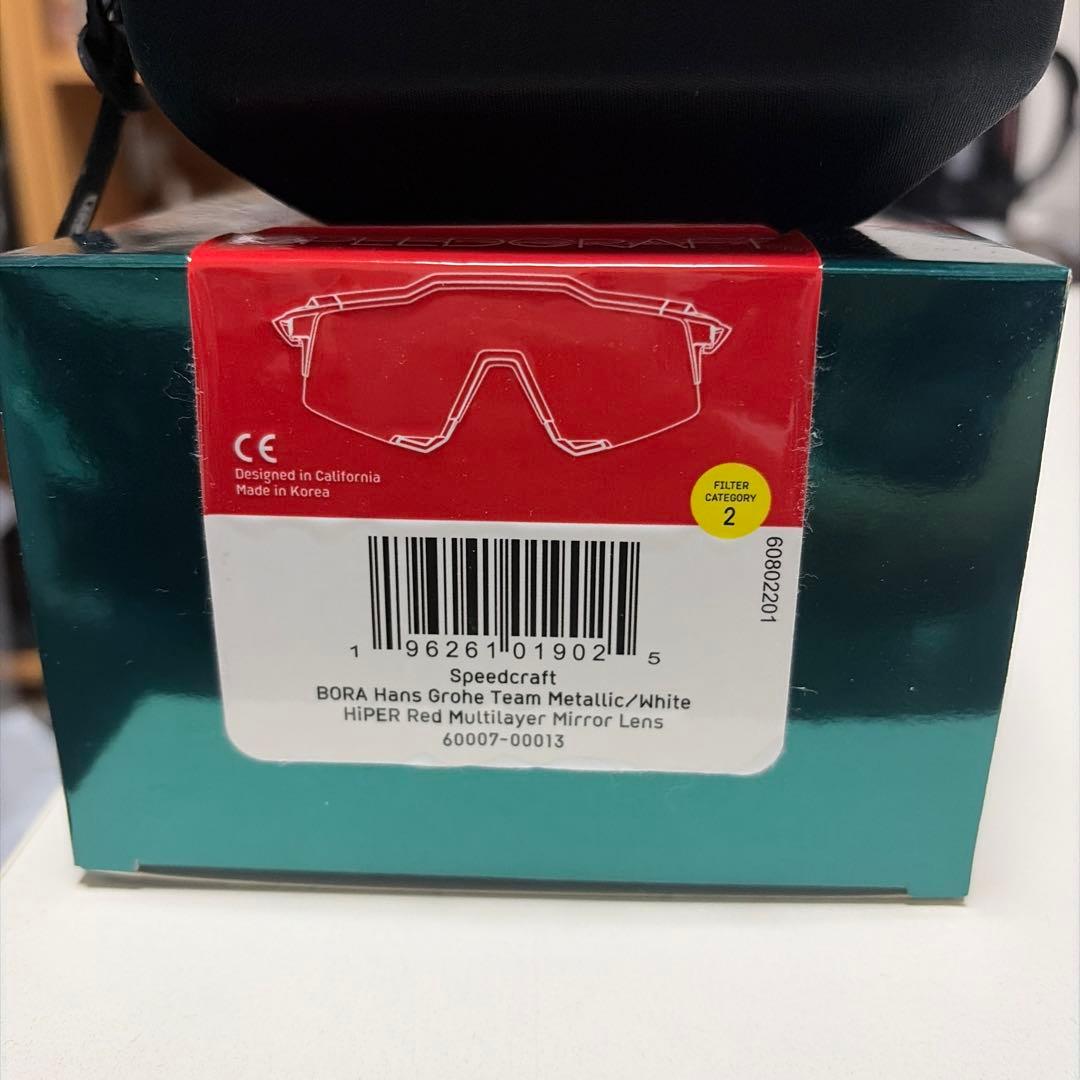 SPEEDCRAFT
CE
Designed in California
Made in Korea
FILTER
CATEGORY
2
60802201
1 96261 01902 5
Speedcraft
BORA Hans Grohe Team Metallic/White
HiPER Red Multilayer Mirror Lens
60007-00013